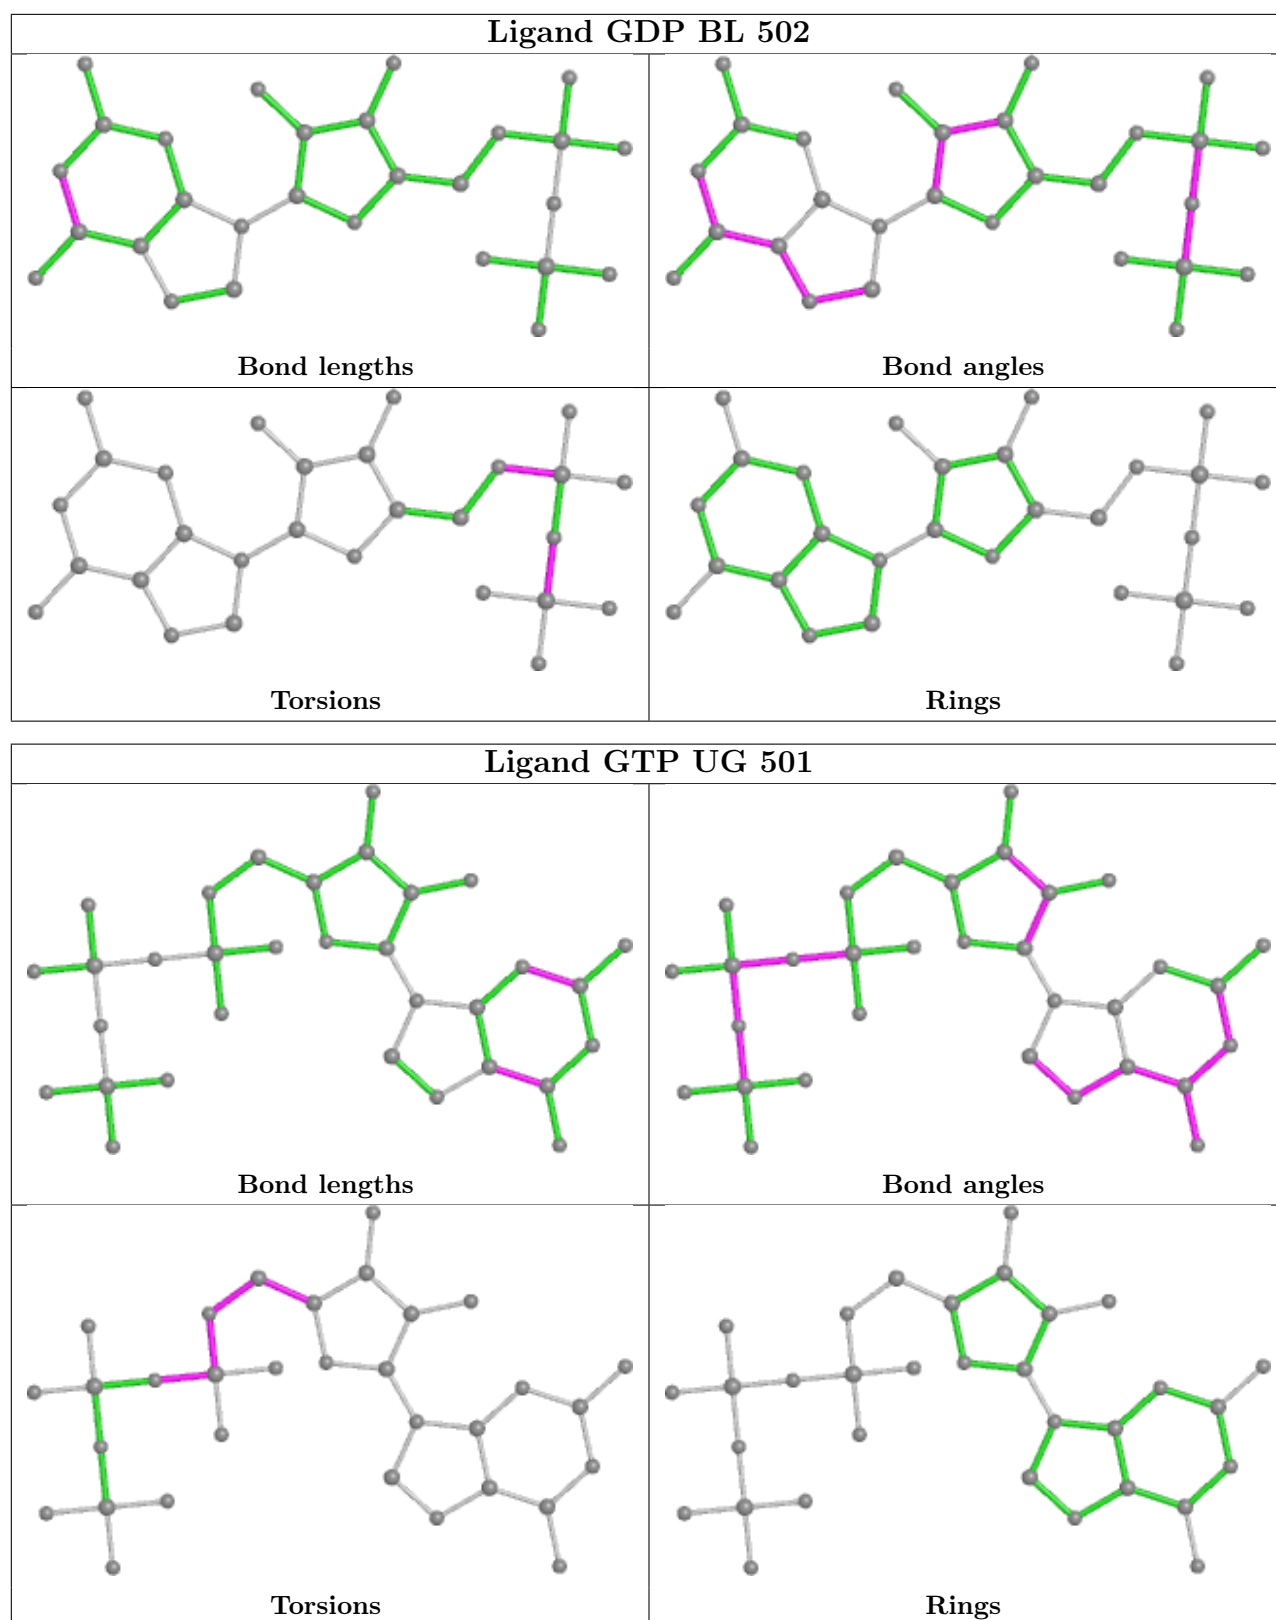 Ligand GDP BL 502
Bond lengths
Bond angles
Torsions
Rings
Ligand GTP UG 501
Bond lengths
Bond angles
Torsions
Rings